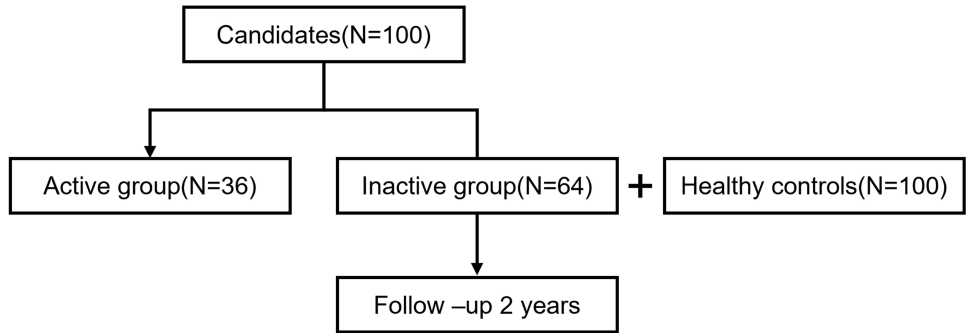 Candidates(N=100)
Active group(N=36)
Inactive group(N=64)
+
Healthy controls(N=100)
Follow –up 2 years